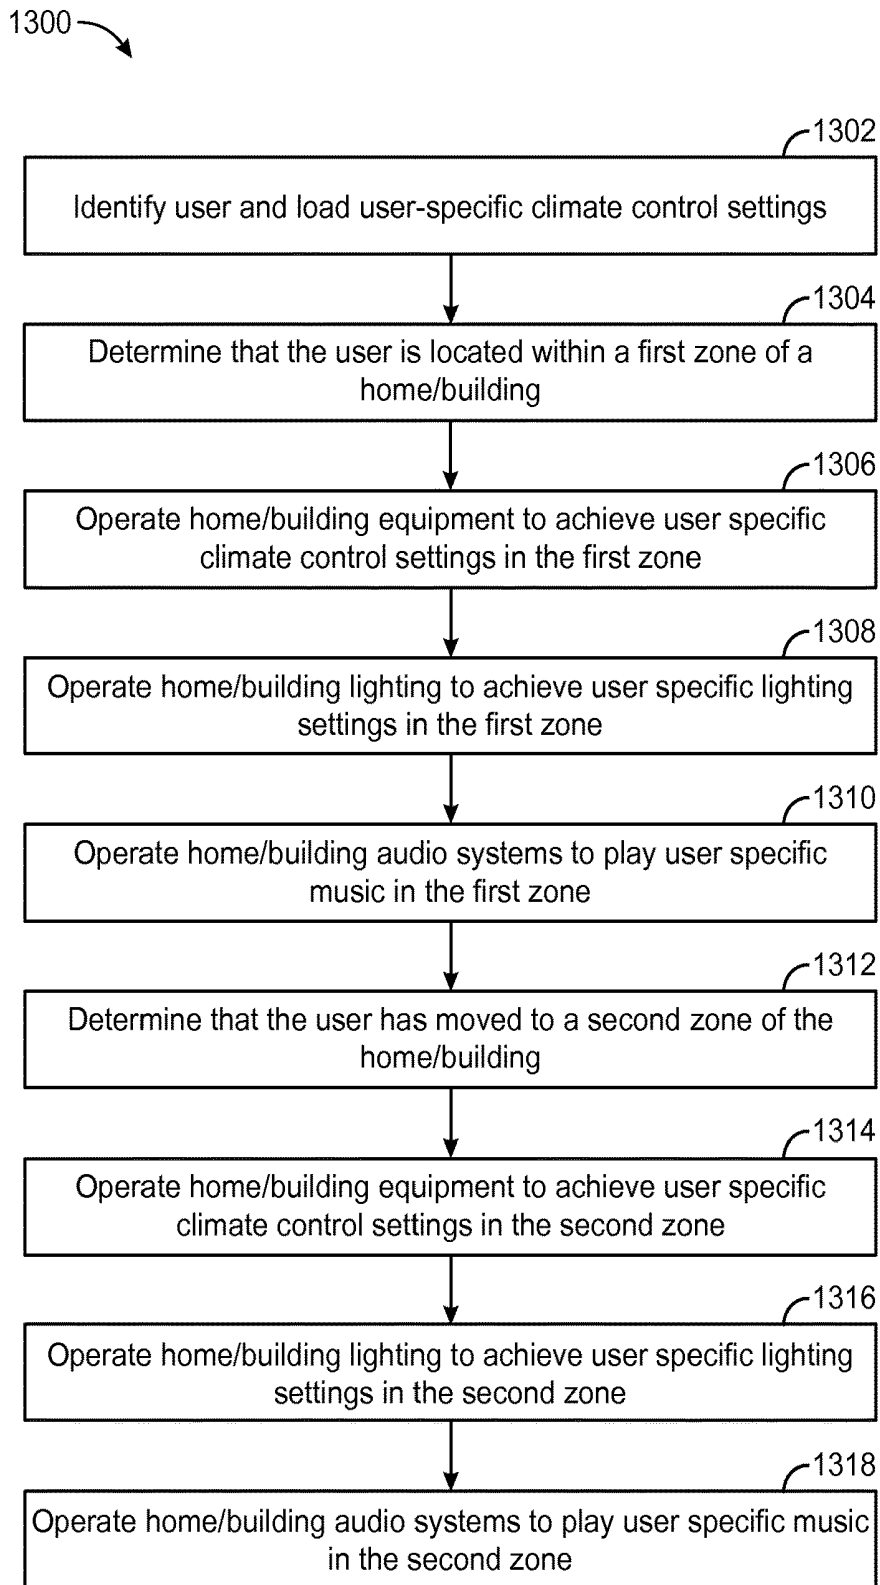 1300
1302
Identify user and load user-specific climate control settings
1304
Determine that the user is located within a first zone of a
home/building
1306
Operate home/building equipment to achieve user specific
climate control settings in the first zone
1308
Operate home/building lighting to achieve user specific lighting
settings in the first zone
1310
Operate home/building audio systems to play user specific
music in the first zone
1312
Determine that the user has moved to a second zone of the
home/building
1314
Operate home/building equipment to achieve user specific
climate control settings in the second zone
1316
Operate home/building lighting to achieve user specific lighting
settings in the second zone
1318
Operate home/building audio systems to play user specific music
in the second zone